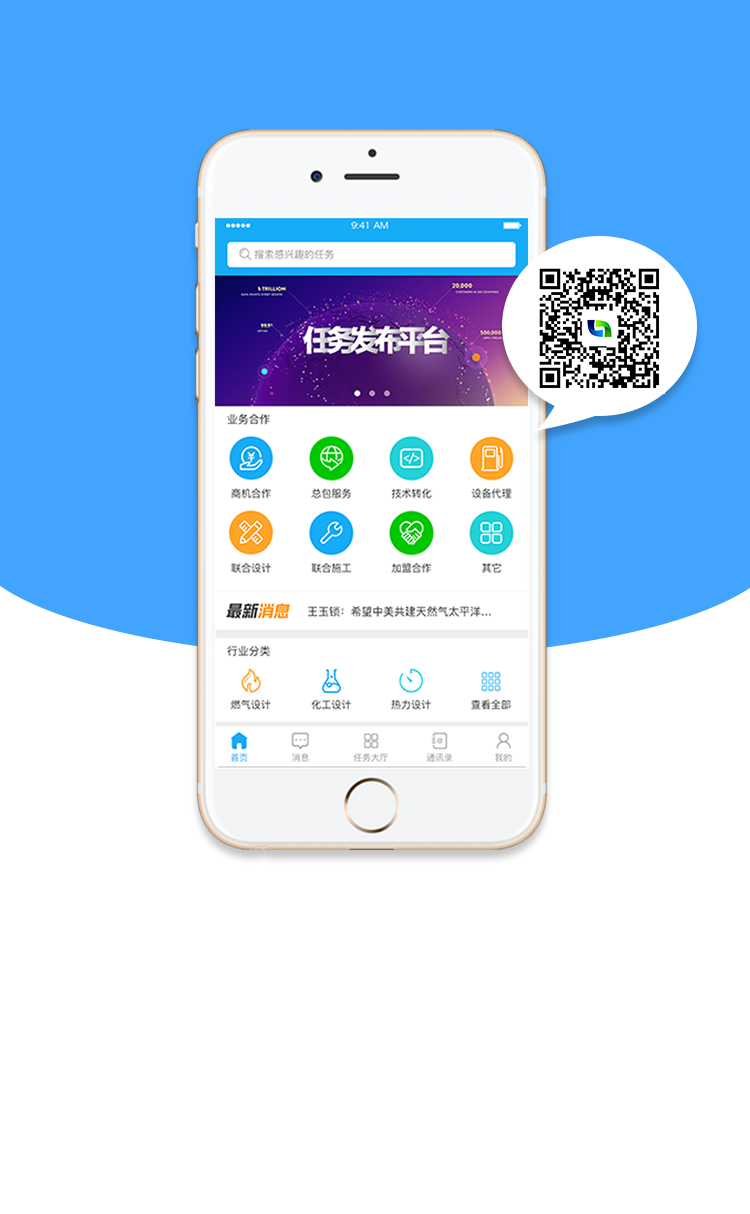 9:41 AM
搜索感兴趣的任务
5 TRILLION
20,000
99.9%
500,000
任务发布平台
业务合作
商机合作 总包服务 技术转化 设备代理
联合设计 联合施工 加盟合作 其它
最新消息 王玉锁：希望中美共建天然气太平洋...
行业分类
燃气设计 化工设计 热力设计 查看全部
首页 消息 任务大厅 通讯录 我的